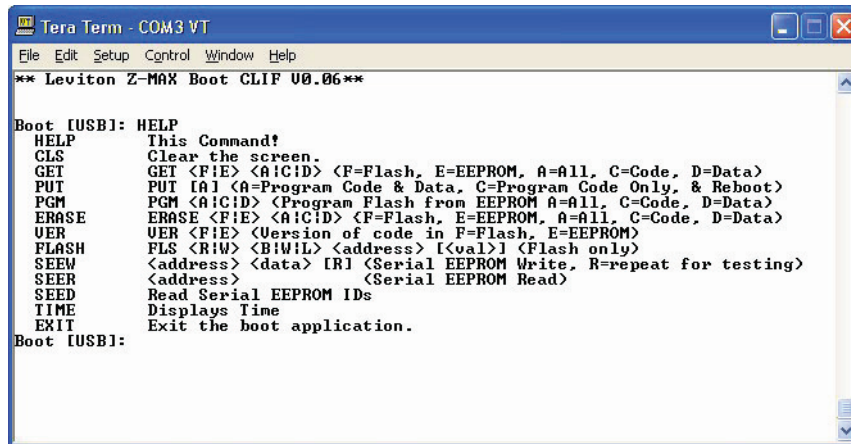 Tera Term - COM3 VT
File Edit Setup Control Window Help
** Leviton Z-MAX Boot CLIF V0.06**
Boot [USB]: HELP
HELP This Command!
CLS Clear the screen.
GET GET <F|E> <A|C|D> <F=Flash, E=EEPROM, A=All, C=Code, D=Data>
PUT PUT [A] <A=Program Code & Data, C=Program Code Only, & Reboot>
PGM PGM <A|C|D> <Program Flash from EEPROM A=All, C=Code, D=Data>
ERASE ERASE <F|E> <A|C|D> <F=Flash, E=EEPROM, A=All, C=Code, D=Data>
VER VER <F|E> <Version of code in F=Flash, E=EEPROM>
FLASH FLS <R|W> <B|W|L> <address> [<val>] <Flash only>
SEEW <address> <data> [R] <Serial EEPROM Write, R=repeat for testing>
SEER <address> <Serial EEPROM Read>
SEED Read Serial EEPROM IDs
TIME Displays Time
EXIT Exit the boot application.
Boot [USB]: